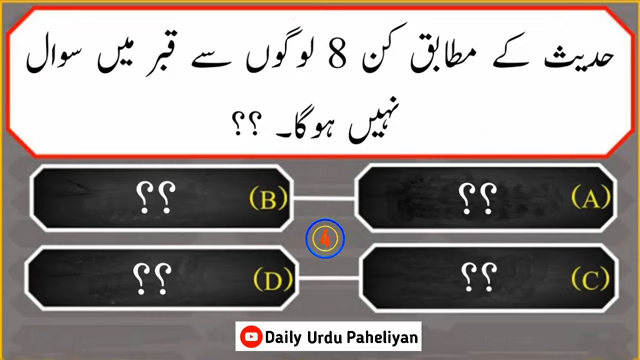 حدیث کے مطابق کن 8 لوگوں سے قبر میں سوال
نہیں ہوگا۔ ؟؟
(A) ؟؟
(B) ؟؟
4
(C) ؟؟
(D) ؟؟
Daily Urdu Paheliyan